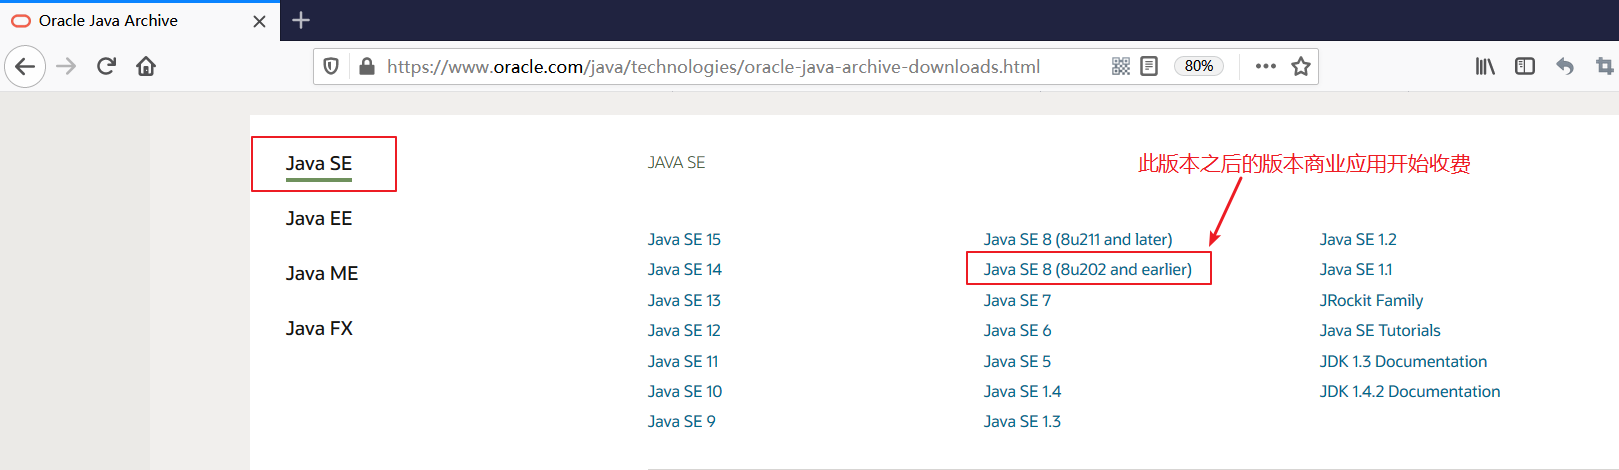 Oracle Java Archive
https://www.oracle.com/java/technologies/oracle-java-archive-downloads.html
80%
Java SE
Java EE
Java ME
Java FX
JAVA SE
此版本之后的版本商业应用开始收费
Java SE 15
Java SE 14
Java SE 13
Java SE 12
Java SE 11
Java SE 10
Java SE 9
Java SE 8 (8u211 and later)
Java SE 8 (8u202 and earlier)
Java SE 7
Java SE 6
Java SE 5
Java SE 1.4
Java SE 1.3
Java SE 1.2
Java SE 1.1
JRockit Family
Java SE Tutorials
JDK 1.3 Documentation
JDK 1.4.2 Documentation